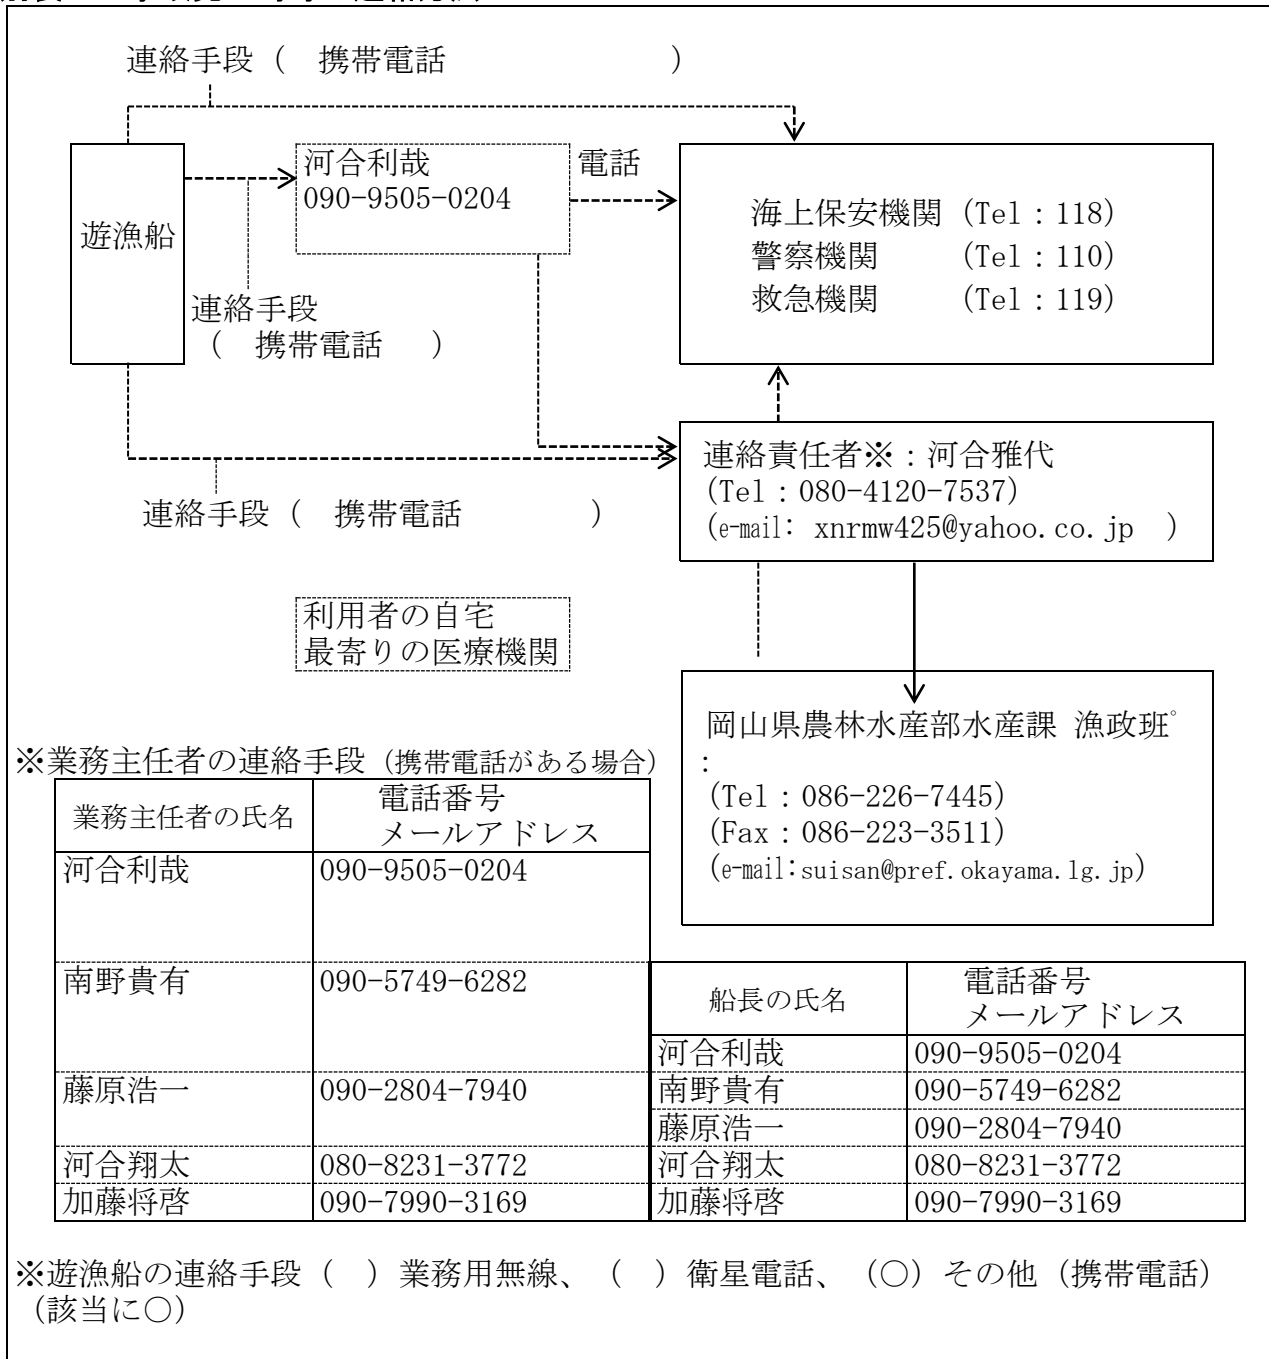 連絡手段（　携帯電話　　　　　　　）
河合利哉
090-9505-0204
電話
遊漁船
海上保安機関（Tel：118）
警察機関　　（Tel：110）
救急機関　　（Tel：119）
連絡手段
（　携帯電話　）
連絡責任者※：河合雅代
（Tel：080-4120-7537）
（e-mail: xnrmw425@yahoo.co.jp　）
連絡手段（　携帯電話　　　　）
利用者の自宅
最寄りの医療機関
岡山県農林水産部水産課 漁政班゜
：
（Tel：086-226-7445）
（Fax：086-223-3511）
（e-mail:suisan@pref.okayama.lg.jp）
※業務主任者の連絡手段（携帯電話がある場合）
業務主任者の氏名　電話番号
メールアドレス
河合利哉　090-9505-0204
南野貴有　090-5749-6282
藤原浩一　090-2804-7940
河合翔太　080-8231-3772
加藤将啓　090-7990-3169
船長の氏名　電話番号
メールアドレス
河合利哉　090-9505-0204
南野貴有　090-5749-6282
藤原浩一　090-2804-7940
河合翔太　080-8231-3772
加藤将啓　090-7990-3169
※遊漁船の連絡手段（　）業務用無線、（　）衛星電話、（○）その他（携帯電話）
（該当に○）